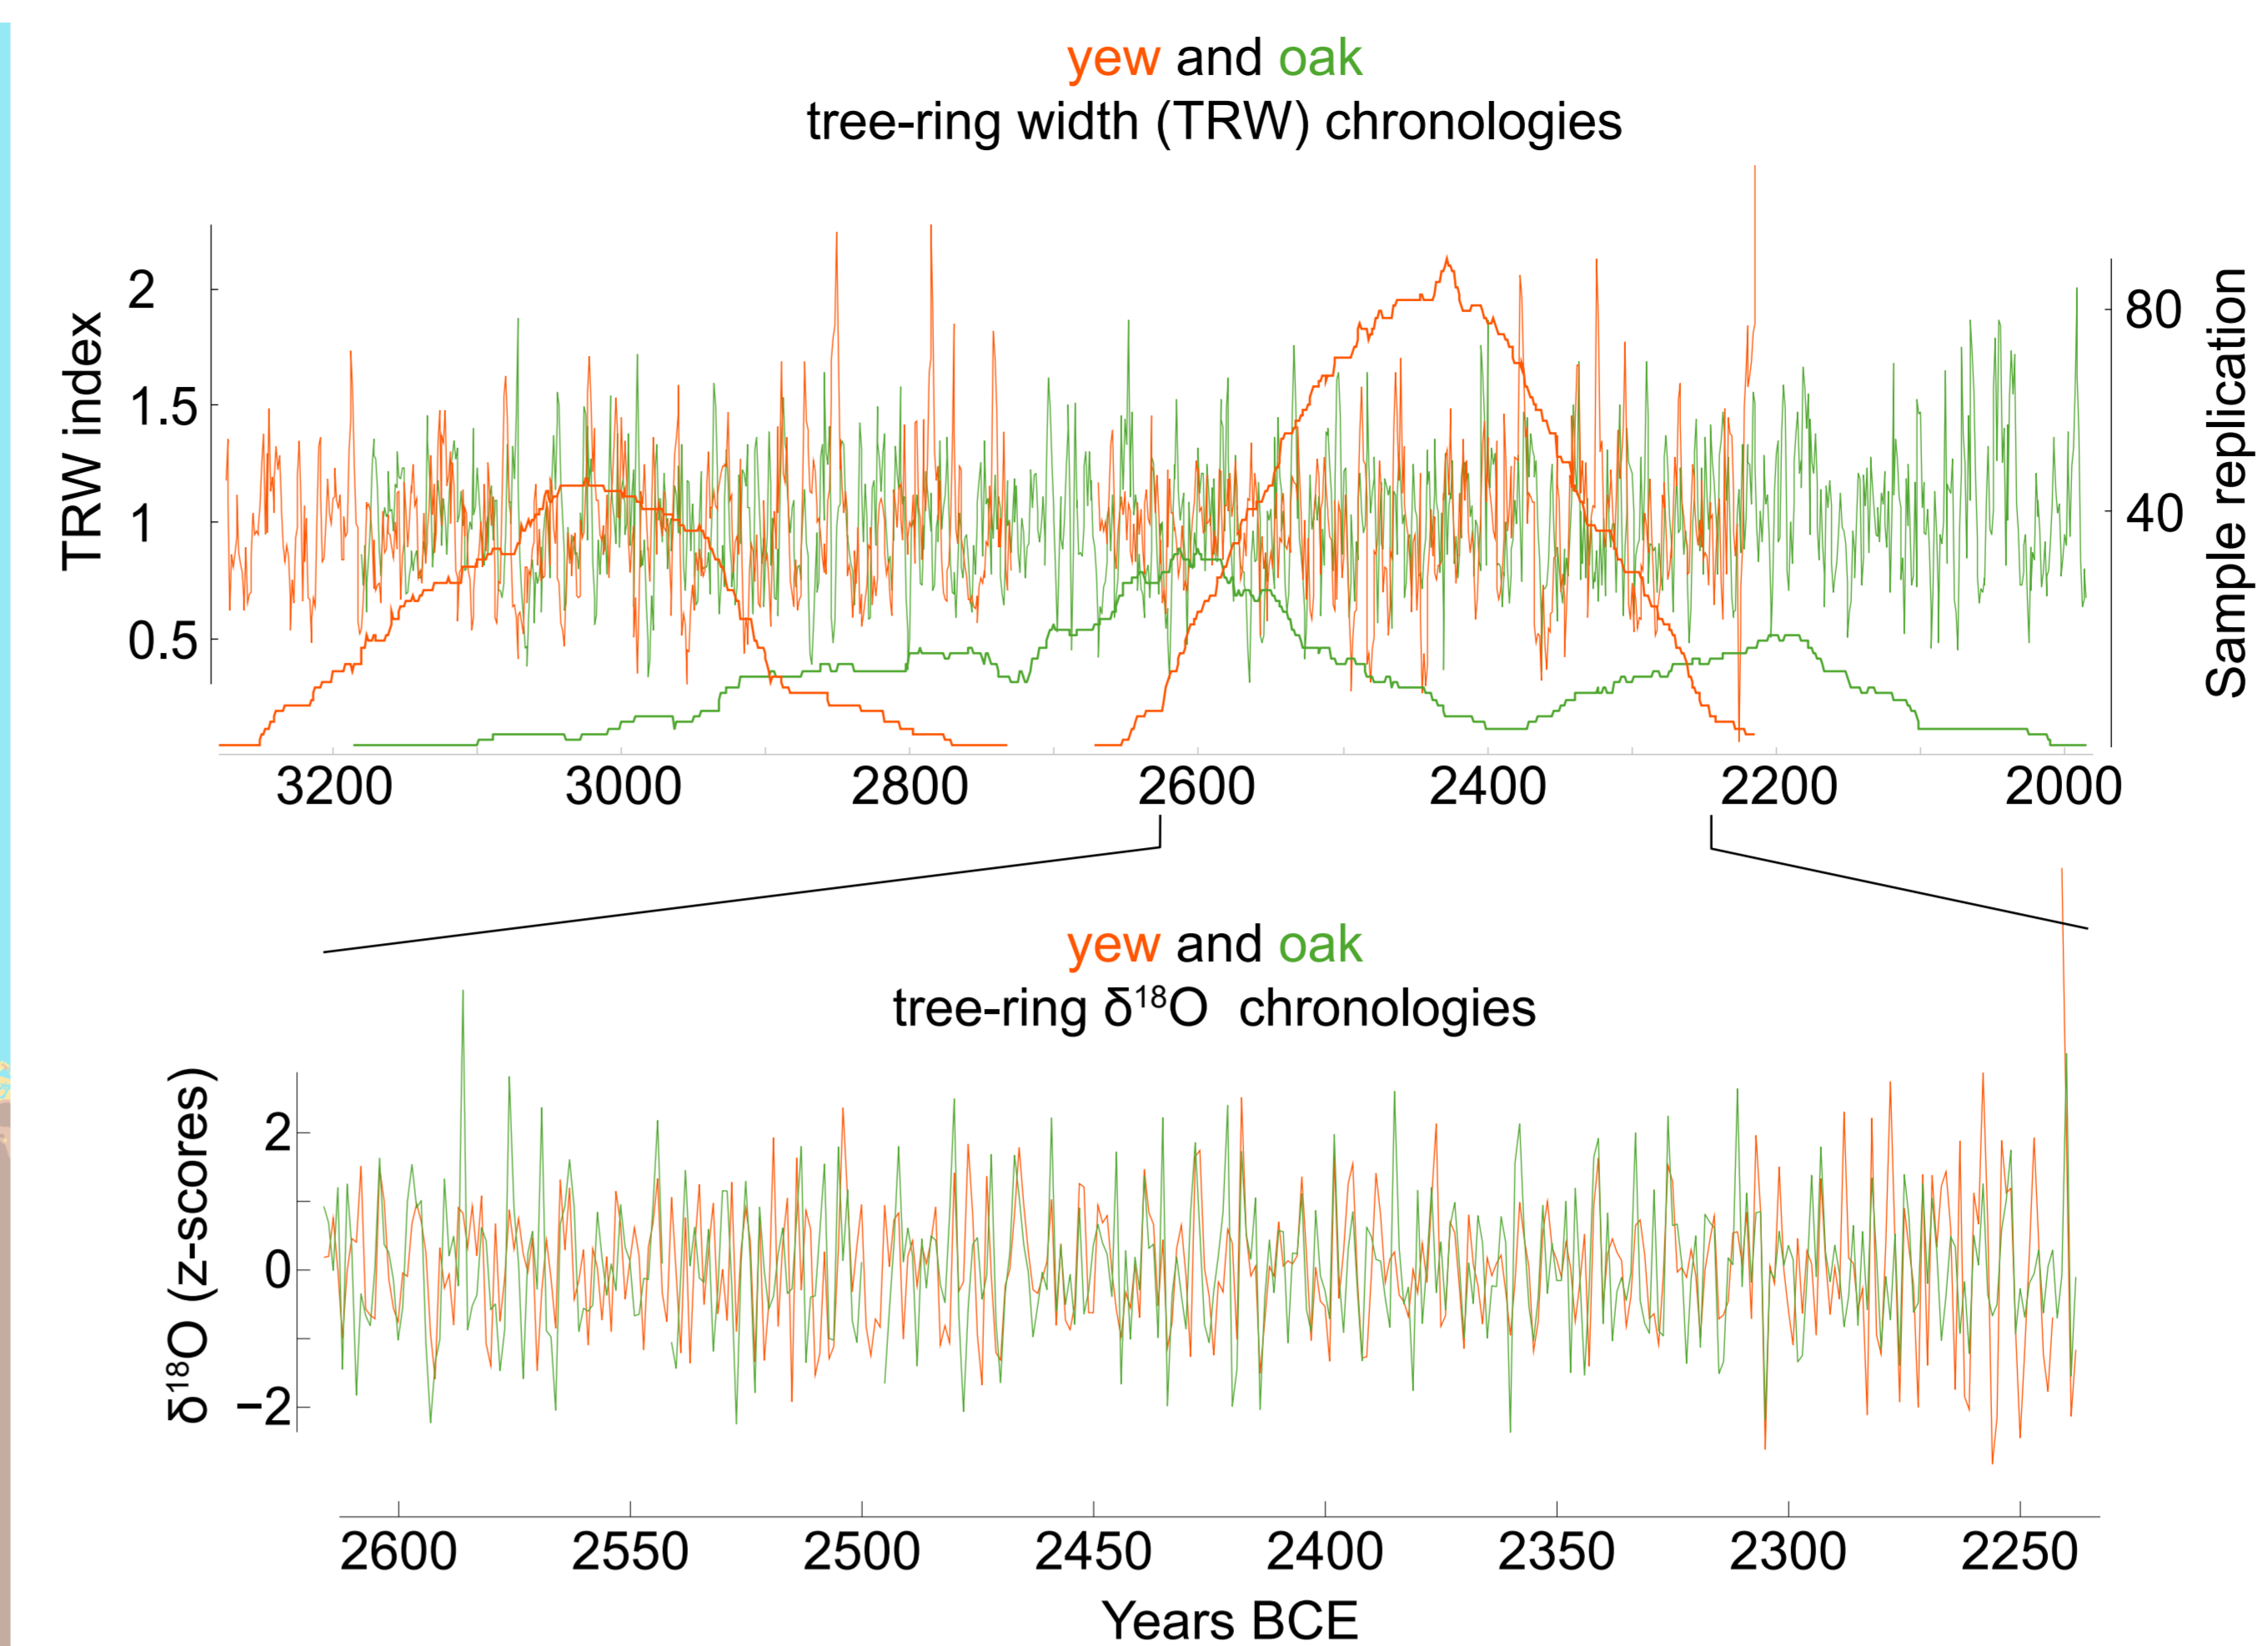 yew and oak
tree-ring width (TRW) chronologies
TRW index
2
1.5
1
0.5
80
40
Sample replication
3200 3000 2800 2600 2400 2200 2000
yew and oak
tree-ring δ¹⁸O chronologies
δ¹⁸O (z-scores)
2
0
−2
2600 2550 2500 2450 2400 2350 2300 2250
Years BCE